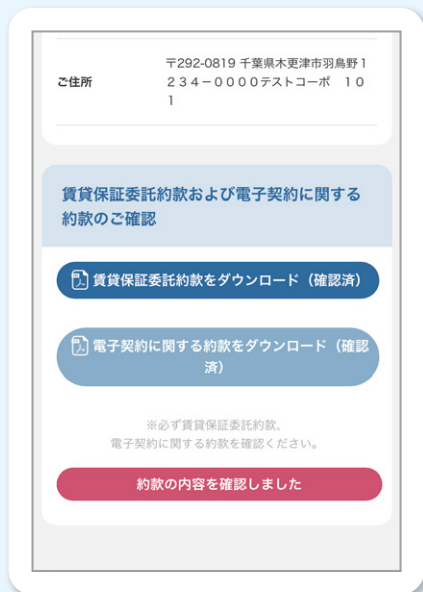 ご住所
〒292-0819 千葉県木更津市羽鳥野1
234－0000テストコーポ　10
1
賃貸保証委託約款および電子契約に関する
約款のご確認
賃貸保証委託約款をダウンロード（確認済）
電子契約に関する約款をダウンロード（確認
済）
※必ず賃貸保証委託約款、
電子契約に関する約款を確認ください。
約款の内容を確認しました